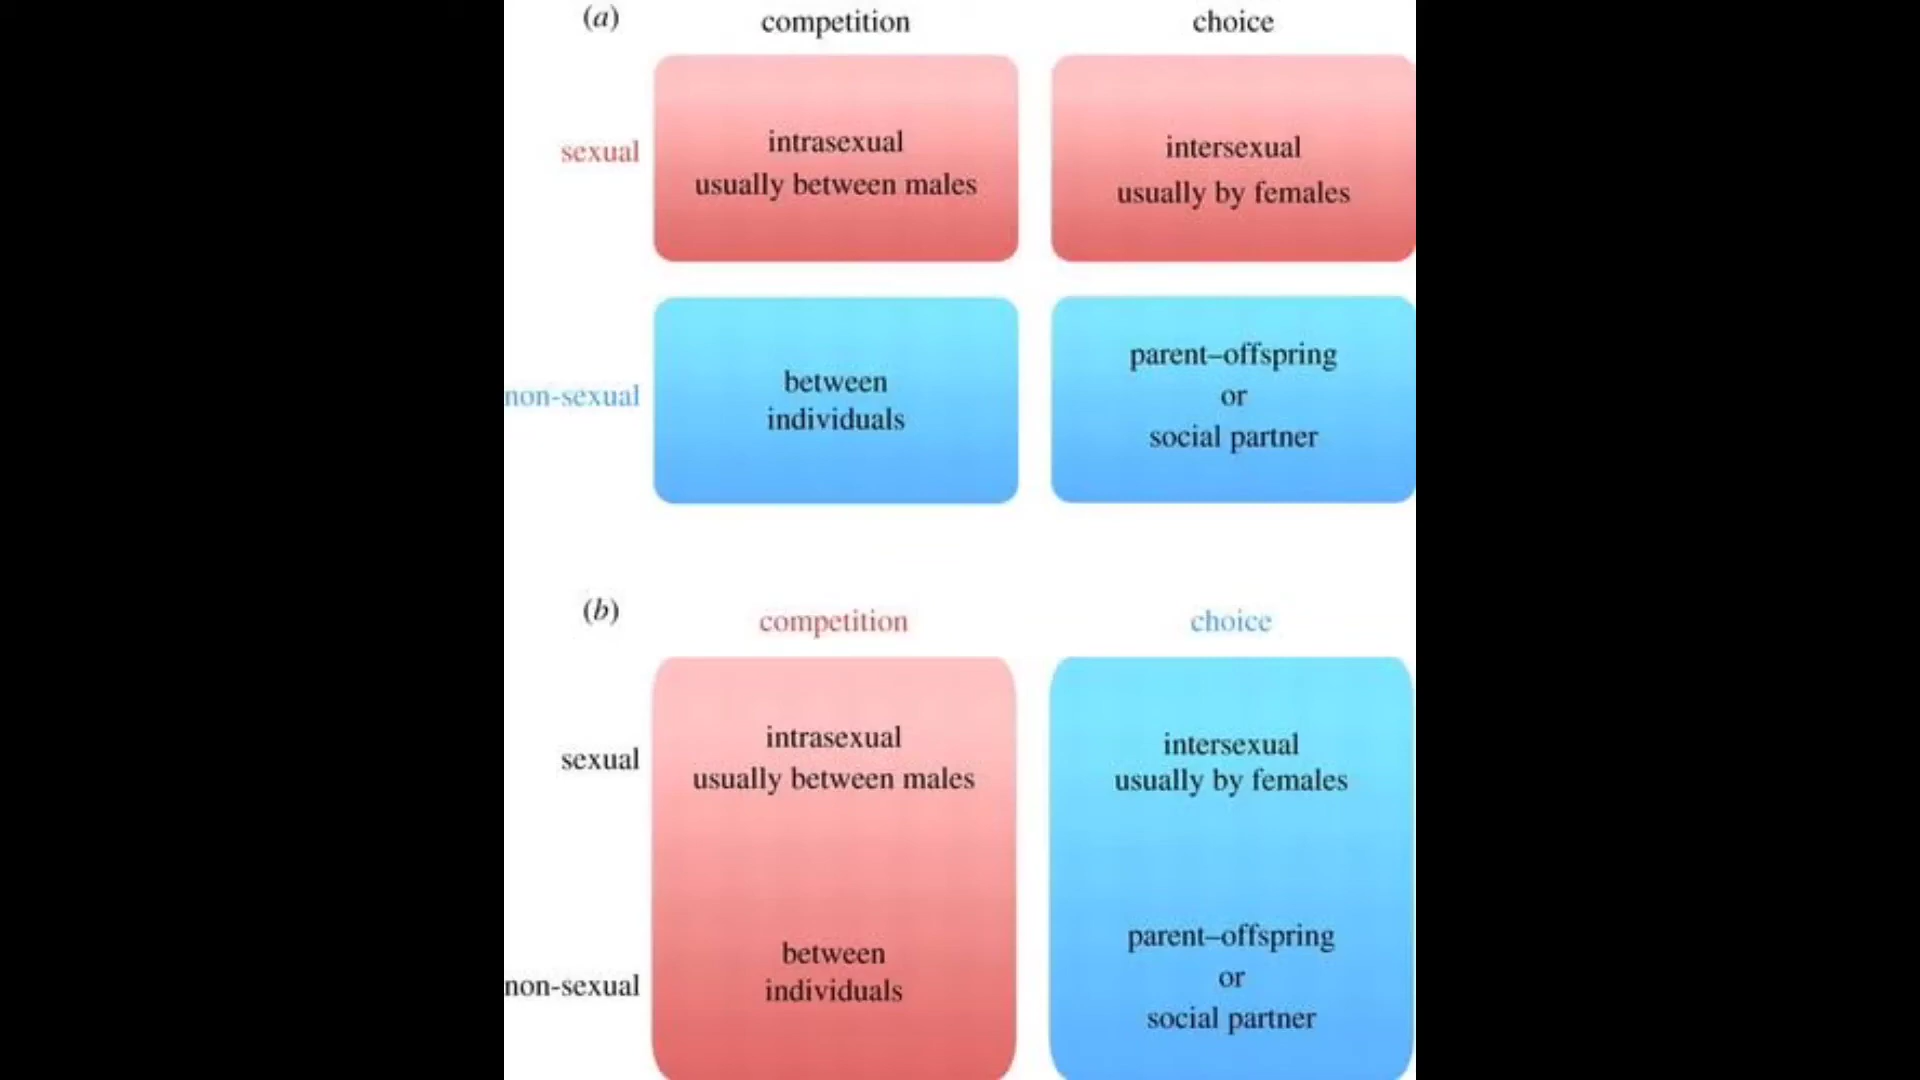 (a)
competition choice
sexual
intrasexual
usually between males
intersexual
usually by females
non-sexual
between
individuals
parent–offspring
or
social partner
(b)
competition choice
sexual
intrasexual
usually between males
intersexual
usually by females
non-sexual
between
individuals
parent–offspring
or
social partner